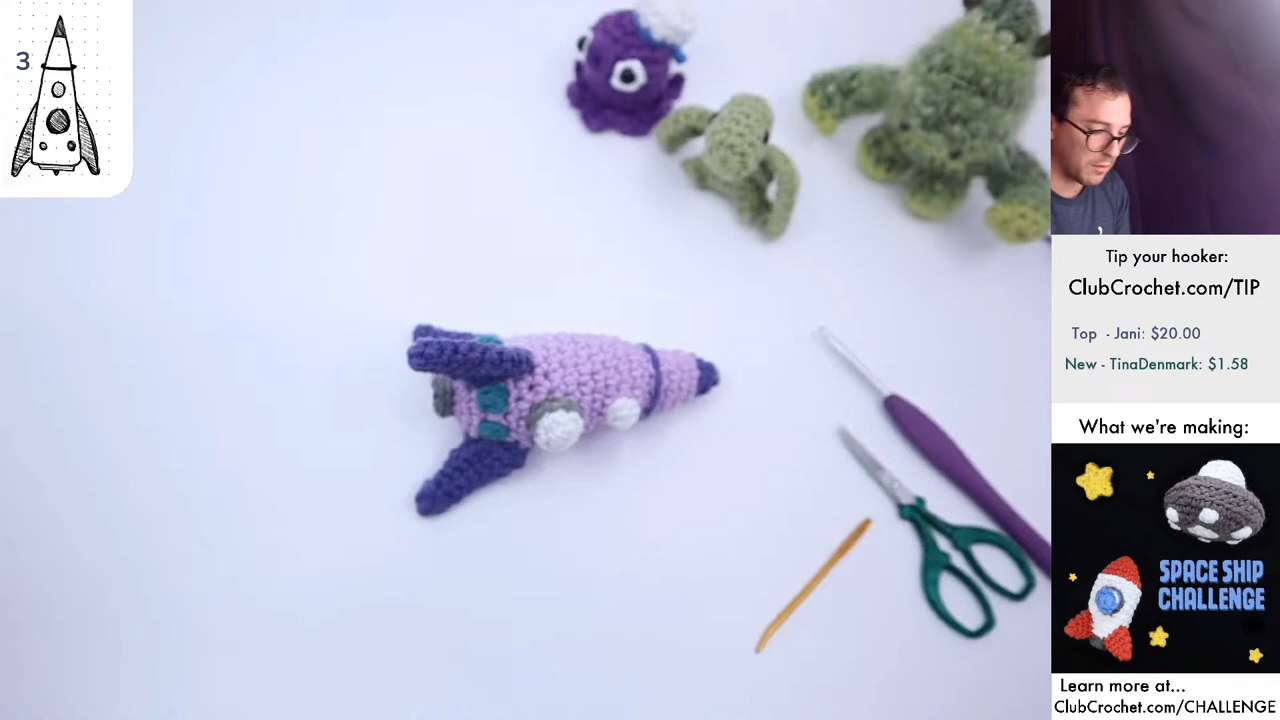 3
Tip your hooker:
ClubCrochet.com/TIP
Top - Jani: $20.00
New - TinaDenmark: $1.58
What we're making:
SPACE SHIP
CHALLENGE
Learn more at...
ClubCrochet.com/CHALLENGE